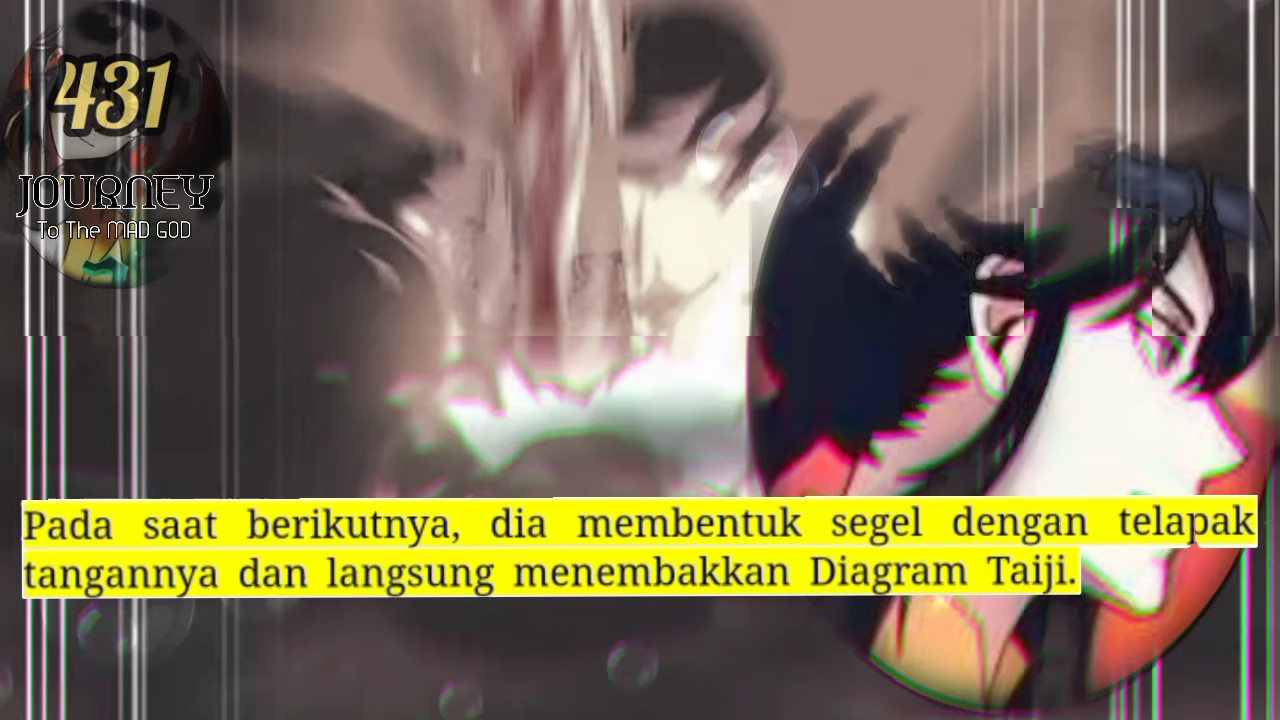 431
JOURNEY
To The MAD GOD
Pada saat berikutnya, dia membentuk segel dengan telapak
tangannya dan langsung menembakkan Diagram Taiji.